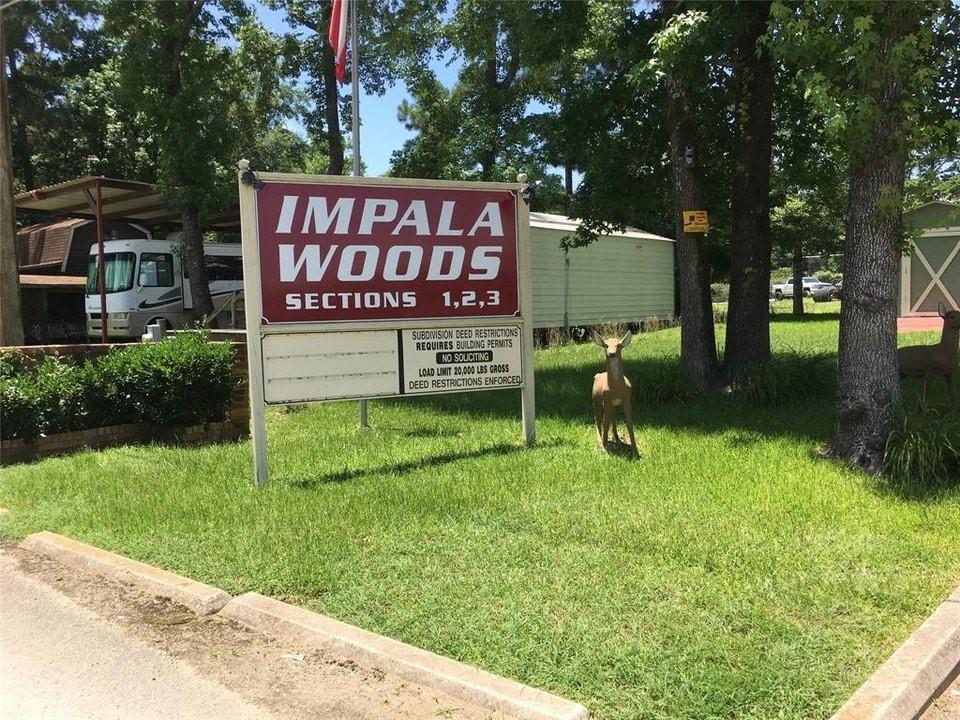 IMPALA
WOODS
SECTIONS 1,2,3
SUBDIVISION DEED RESTRICTIONS
REQUIRES BUILDING PERMITS
NO SOLICITING
LOAD LIMIT 20,000 LBS GROSS
DEED RESTRICTIONS ENFORCED